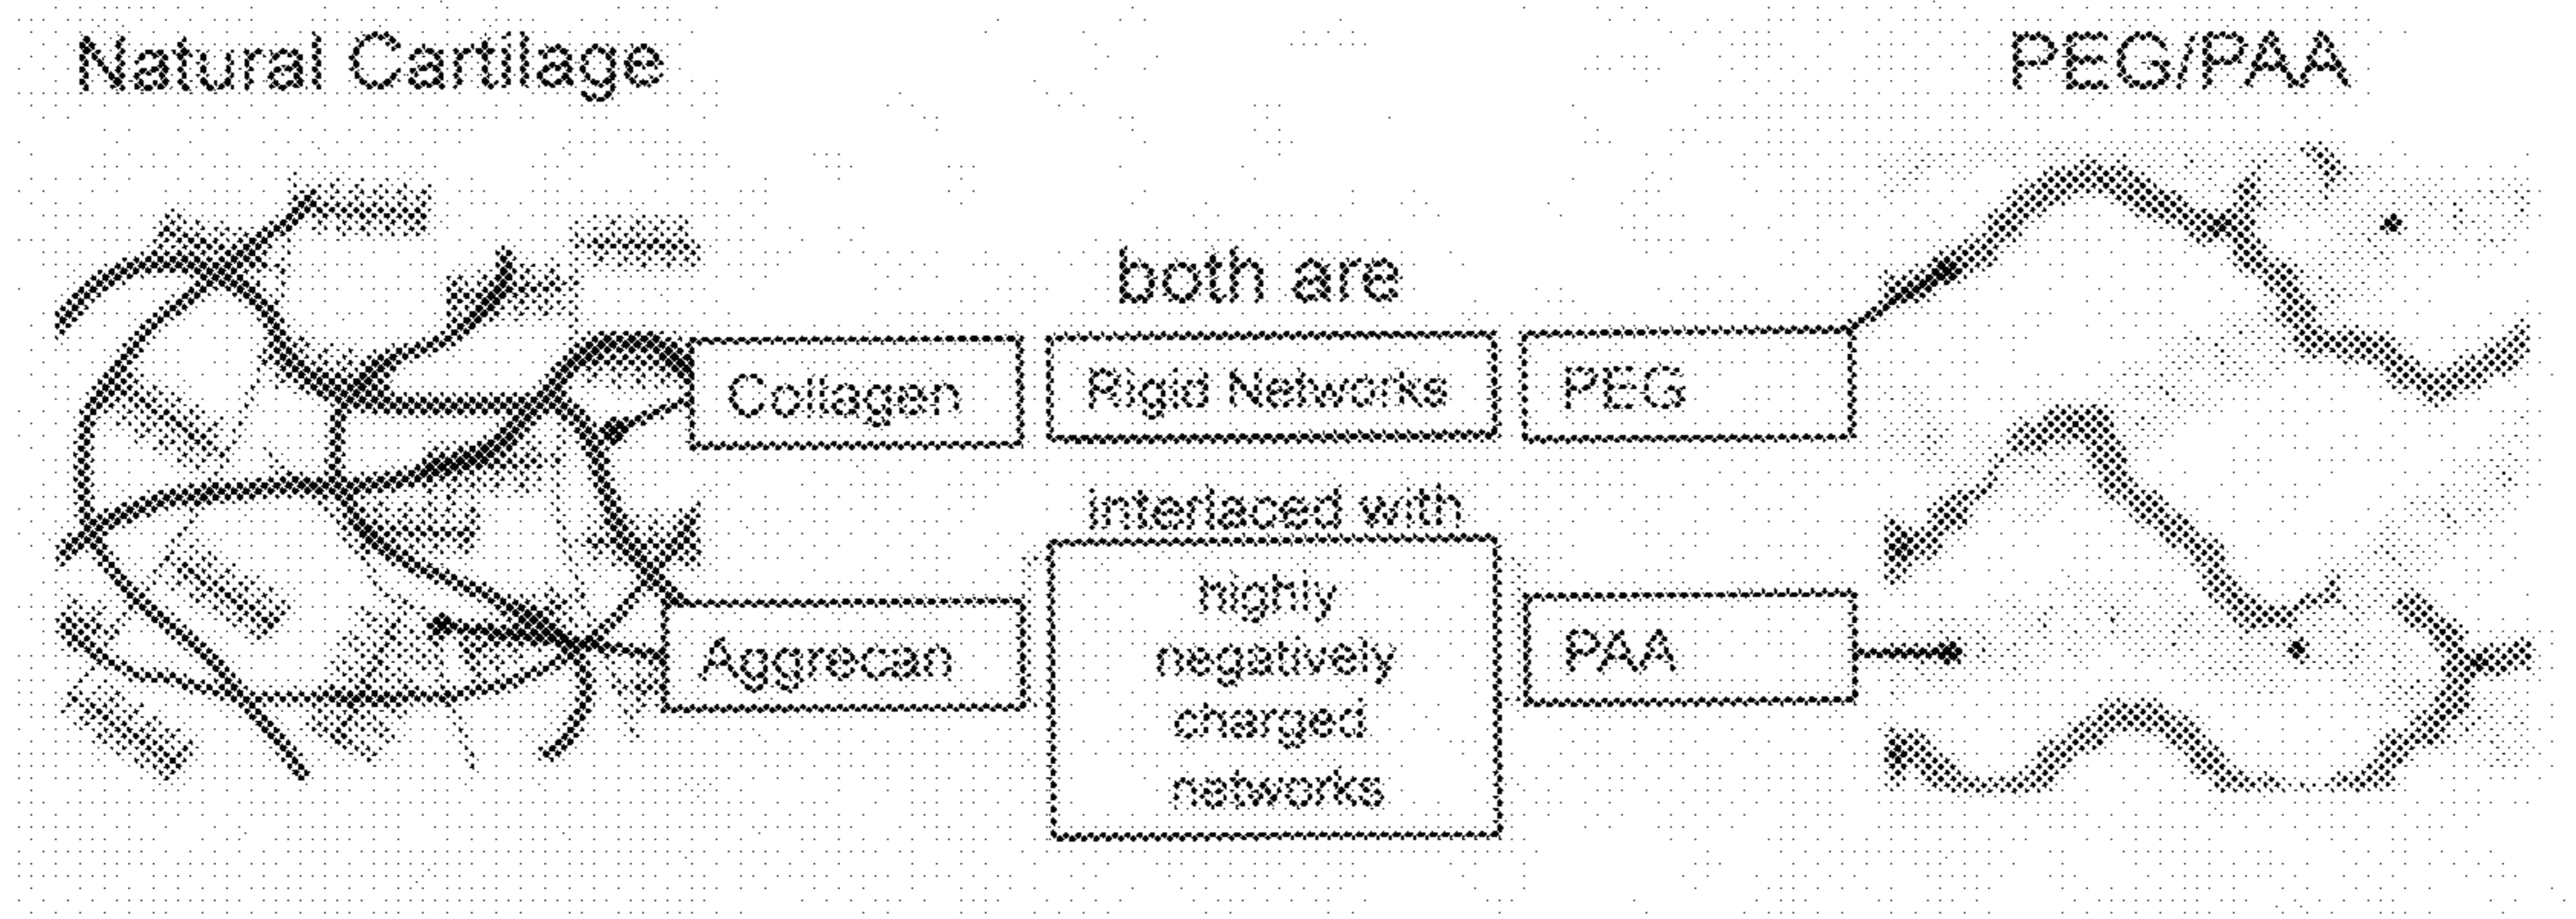 Natural Cartilage
PEG/PAA
both are
Collagen
Rigid Networks
PEG
interlaced with
Aggrecan
highly
negatively
charged
networks
PAA